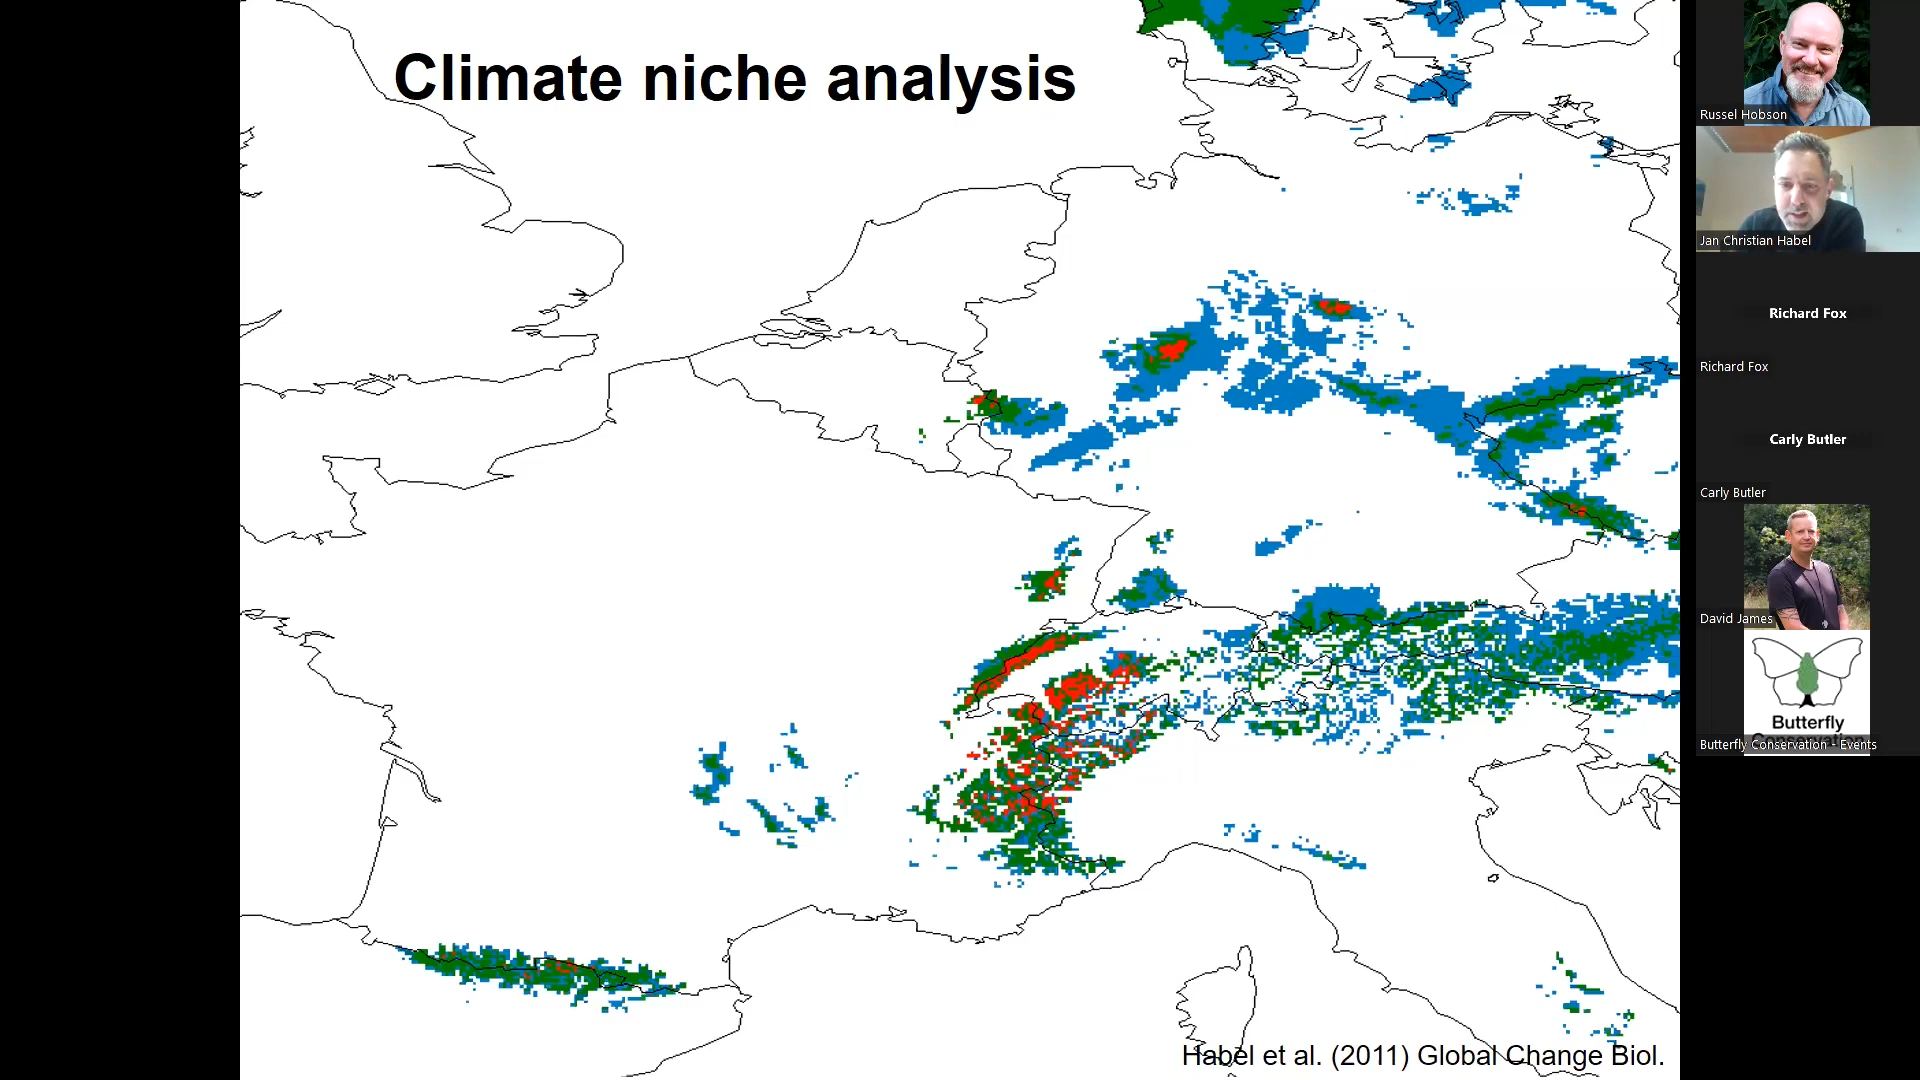 Climate niche analysis
Habel et al. (2011) Global Change Biol.
Russel Hobson
Jan Christian Habel
Richard Fox
Richard Fox
Carly Butler
Carly Butler
David James
Butterfly
Conservation
Butterfly Conservation - Events